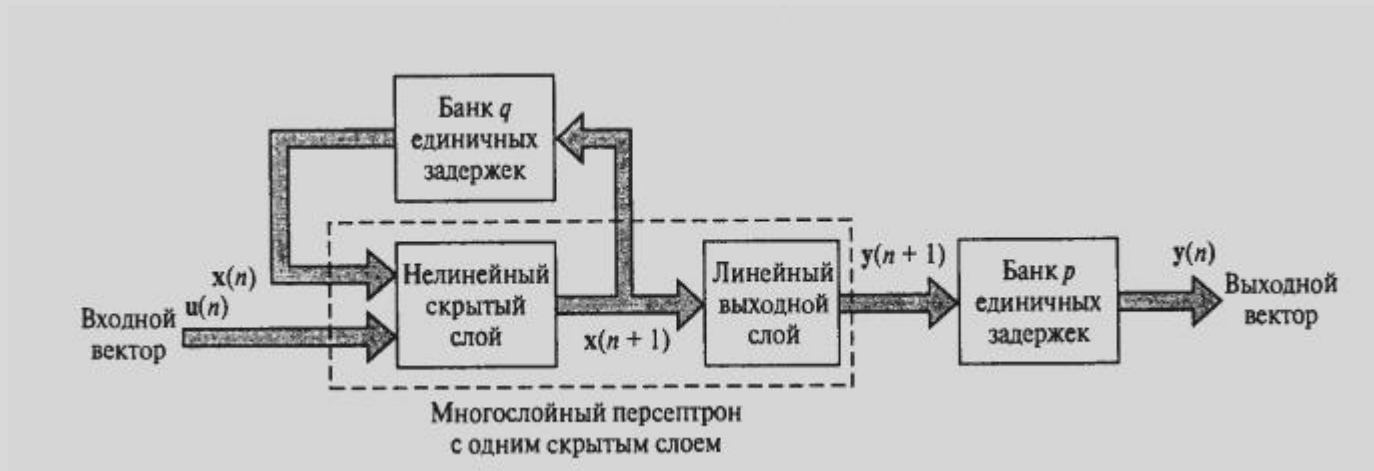 Банк q
единичных
задержек
x(n)
u(n)
Входной
вектор
Нелинейный
скрытый
слой
x(n + 1)
Линейный
выходной
слой
y(n + 1)
Банк p
единичных
задержек
y(n)
Выходной
вектор
Многослойный персептрон
с одним скрытым слоем